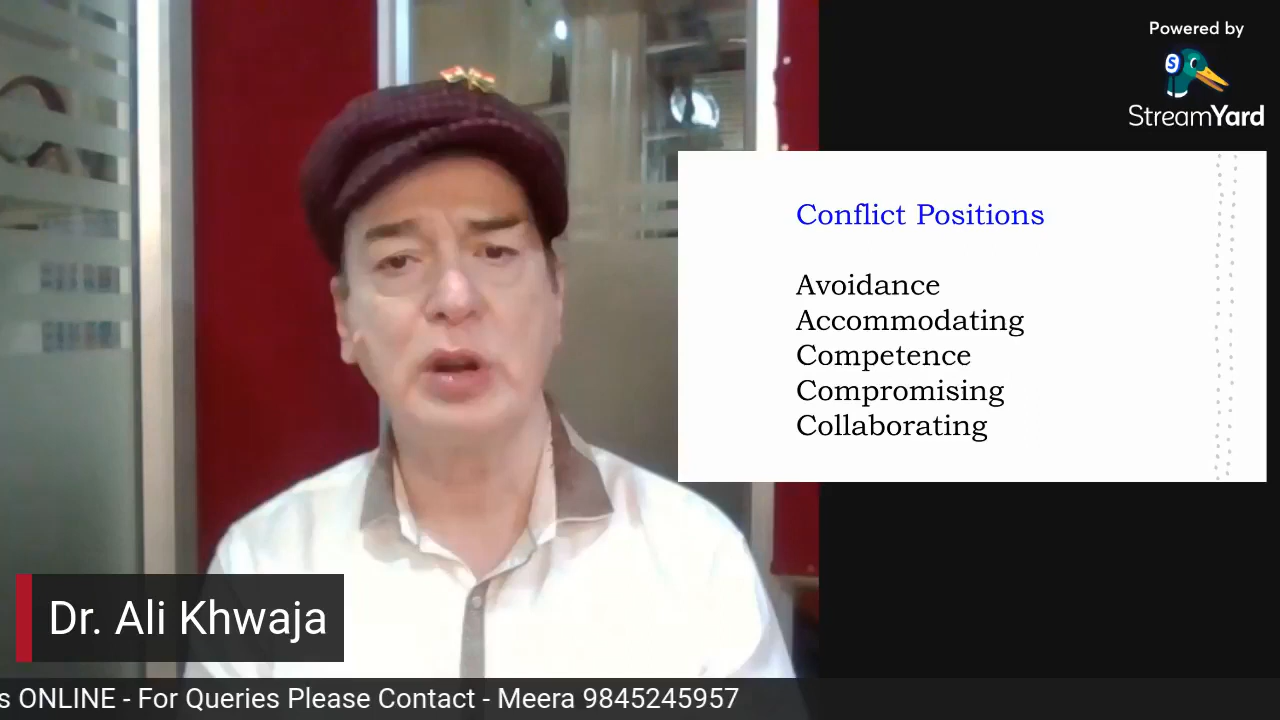 Powered by
StreamYard
Conflict Positions
Avoidance
Accommodating
Competence
Compromising
Collaborating
Dr. Ali Khwaja
s ONLINE - For Queries Please Contact - Meera 9845245957